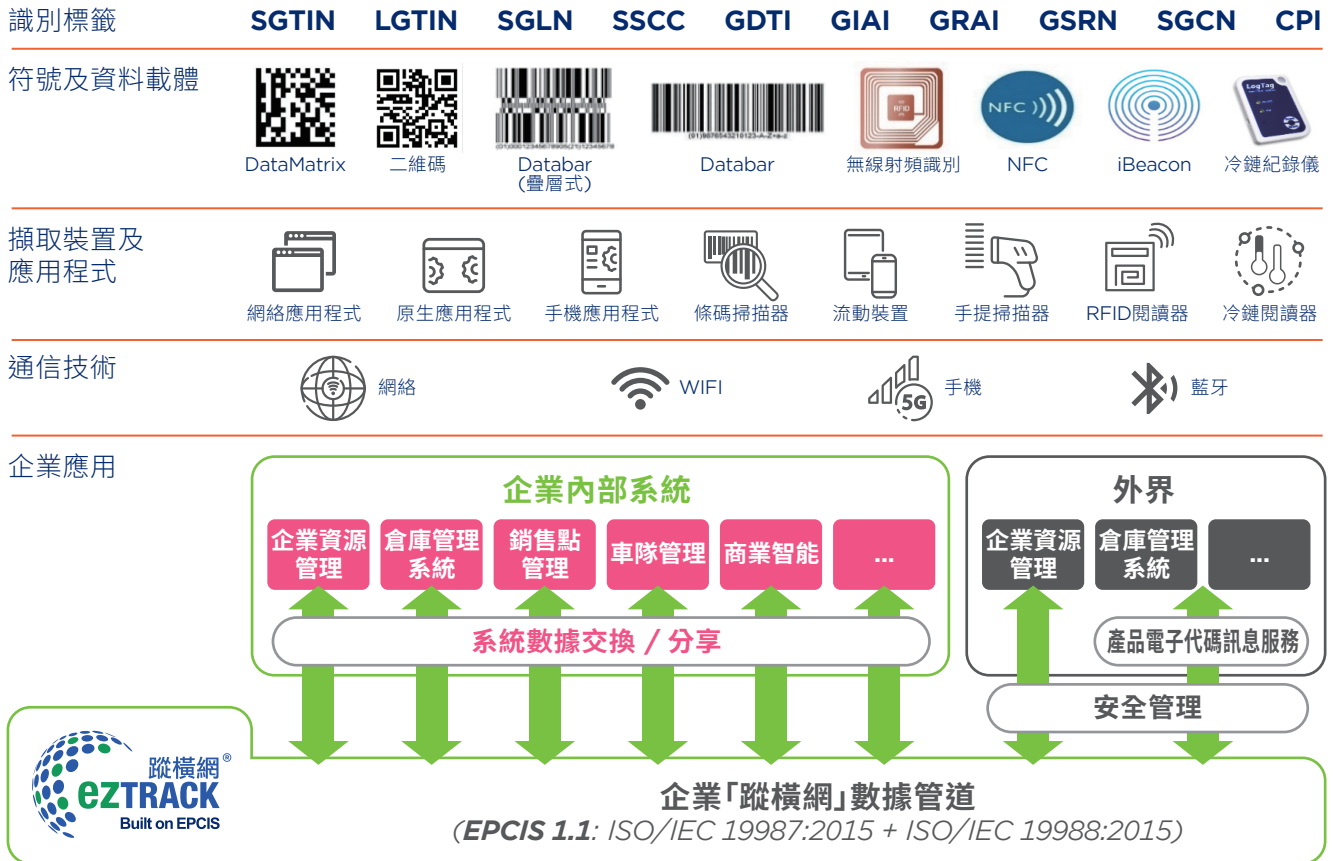 識別標籤 SGTIN LGTIN SGLN SSCC GDTI GIAI GRAI GSRN SGCN CPI
符號及資料載體
(01)00012345678905(21)12345678
(01)9876543210123-A-Z+a-z
RFID
NFC
LogTag
DataMatrix 二維碼 Databar Databar 無線射頻識別 NFC iBeacon 冷鏈紀錄儀
(疊層式)
擷取裝置及
應用程式
網絡應用程式 原生應用程式 手機應用程式 條碼掃描器 流動裝置 手提掃描器 RFID閱讀器 冷鏈閱讀器
通信技術
網絡 WIFI 5G 手機 藍牙
企業應用
企業內部系統 外界
企業資源 倉庫管理 銷售點 車隊管理 商業智能 ... 企業資源 倉庫管理 ...
管理 系統 管理 管理 系統
系統數據交換 / 分享 產品電子代碼訊息服務
安全管理
蹤橫網®
ezTRACK
Built on EPCIS
企業「蹤橫網」數據管道
(EPCIS 1.1: ISO/IEC 19987:2015 + ISO/IEC 19988:2015)